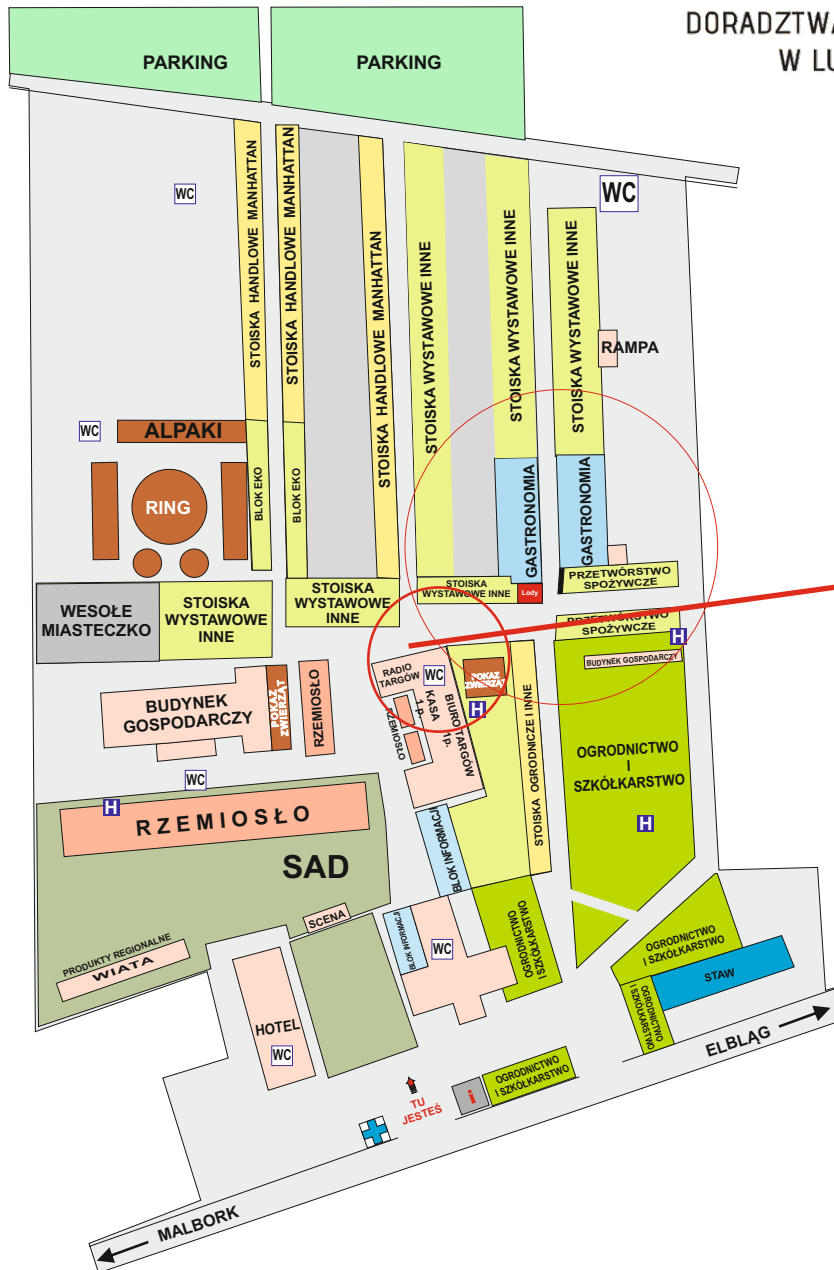 DORADZTWA
W LU
PARKING
PARKING
WC
WC
STOISKA HANDLOWE MANHATTAN
STOISKA HANDLOWE MANHATTAN
STOISKA HANDLOWE MANHATTAN
STOISKA WYSTAWOWE INNE
STOISKA WYSTAWOWE INNE
STOISKA WYSTAWOWE INNE
RAMPA
WC
ALPAKI
RING
BLOK EKO
BLOK EKO
GASTRONOMIA
GASTRONOMIA
PRZETWÓRSTWO
SPOŻYWCZE
WESOŁE
MIASTECZKO
STOISKA
WYSTAWOWE
INNE
STOISKA
WYSTAWOWE
INNE
STOISKA
WYSTAWOWE INNE
Lody
PRZETWÓRSTWO
SPOŻYWCZE
H
BUDYNEK GOSPODARCZY
BUDYNEK
GOSPODARCZY
POKAZ
ZWIERZĄT
RZEMIOSŁO
RADIO
TARGÓW
WC
KASA
1 p.
BIURO TARGÓW
1p.
RZEMIOSŁO
POKAZ
ZWIERZĄT
H
STOISKA OGRODNICZE I INNE
OGRODNICTWO
I
SZKÓŁKARSTWO
H
WC
H
RZEMIOSŁO
SAD
BLOK INFORMACJI
SCENA
BLOK INFORMACJI
WC
OGRODNICTWO
I SZKÓŁKARSTWO
PRODUKTY REGIONALNE
WIATA
OGRODNICTWO
I SZKÓŁKARSTWO
STAW
OGRODNICTWO
I SZKÓŁKARSTWO
HOTEL
WC
ELBLĄG
OGRODNICTWO
I SZKÓŁKARSTWO
i
TU
JESTEŚ
MALBORK